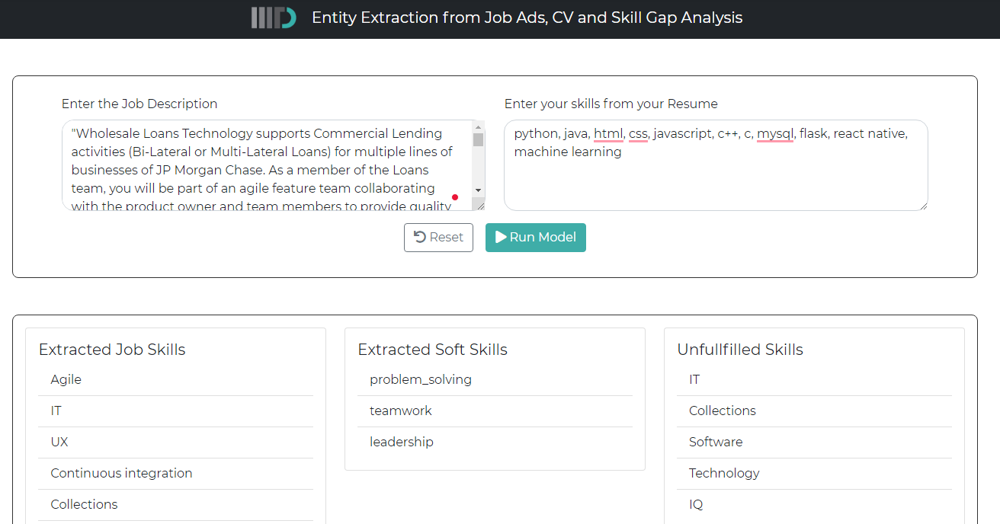 Entity Extraction from Job Ads, CV and Skill Gap Analysis
Enter the Job Description
"Wholesale Loans Technology supports Commercial Lending
activities (Bi-Lateral or Multi-Lateral Loans) for multiple lines of
businesses of JP Morgan Chase. As a member of the Loans
team, you will be part of an agile feature team collaborating
with the product owner and team members to provide quality
Enter your skills from your Resume
python, java, html, css, javascript, c++, c, mysql, flask, react native,
machine learning
Reset
Run Model
Extracted Job Skills
Agile
IT
UX
Continuous integration
Collections
Extracted Soft Skills
problem_solving
teamwork
leadership
Unfullfilled Skills
IT
Collections
Software
Technology
IQ